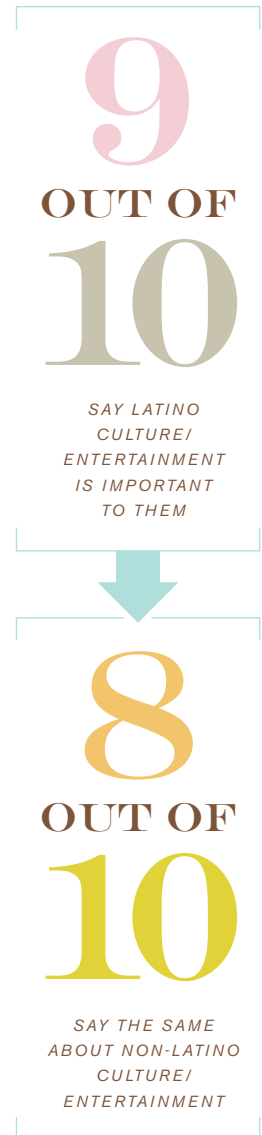 9
OUT OF
10
SAY LATINO
CULTURE/
ENTERTAINMENT
IS IMPORTANT
TO THEM
8
OUT OF
10
SAY THE SAME
ABOUT NON-LATINO
CULTURE/
ENTERTAINMENT